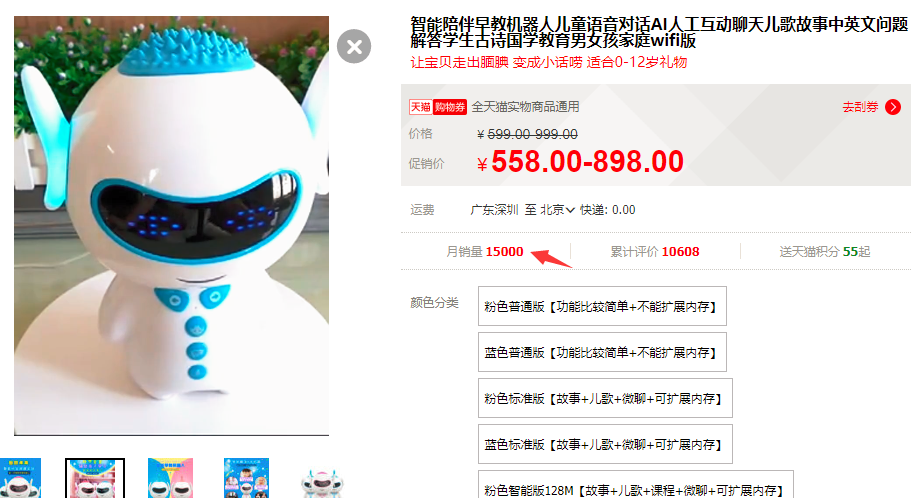 智能陪伴早教机器人儿童语音对话AI人工互动聊天儿歌故事中英文问题
解答学生古诗国学教育男女孩家庭wifi版
让宝贝走出腼腆 变成小话唠 适合0-12岁礼物
天猫 购物券 全天猫实物商品通用 去刮券
价格 ¥599.00-999.00
促销价 ¥558.00-898.00
运费 广东深圳 至 北京 快递: 0.00
月销量 15000 累计评价 10608 送天猫积分 55起
颜色分类
粉色普通版【功能比较简单+不能扩展内存】
蓝色普通版【功能比较简单+不能扩展内存】
粉色标准版【故事+儿歌+微聊+可扩展内存】
蓝色标准版【故事+儿歌+微聊+可扩展内存】
粉色智能版128M【故事+儿歌+课程+微聊+可扩展内存】